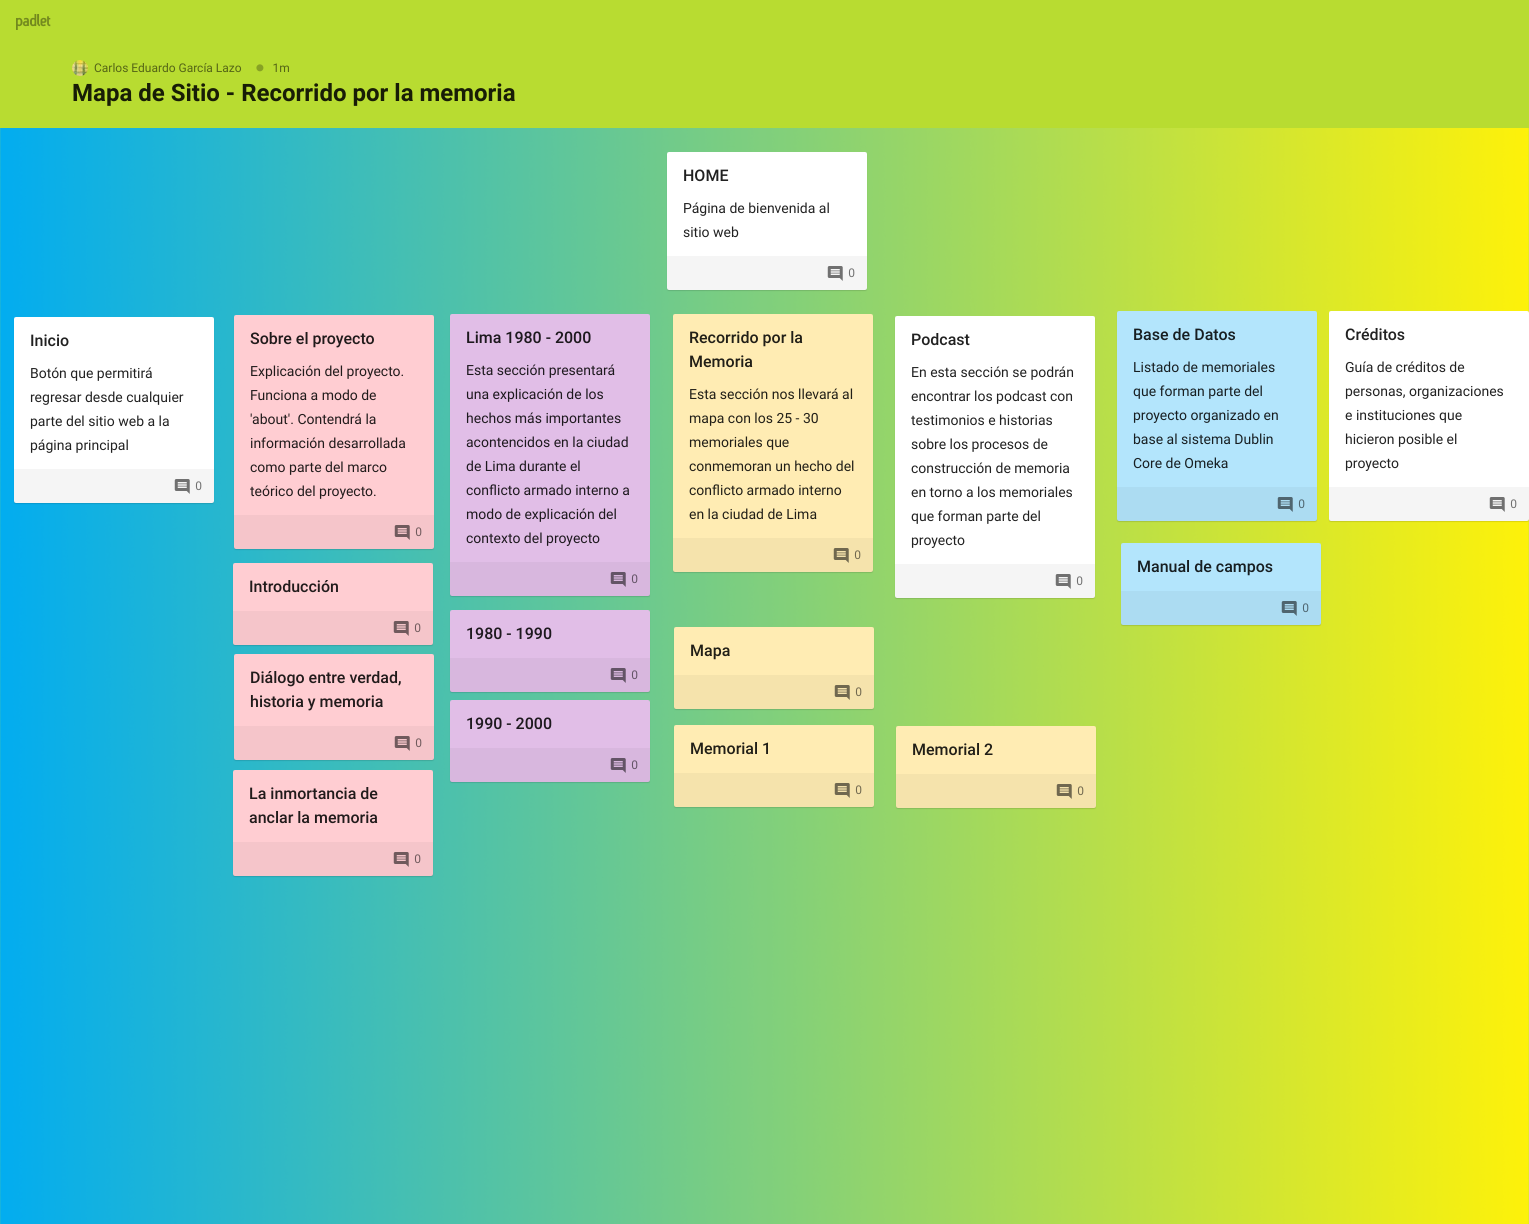 padlet
Carlos Eduardo García Lazo
1m
Mapa de Sitio - Recorrido por la memoria
HOME
Página de bienvenida al
sitio web
0
Inicio
Botón que permitirá
regresar desde cualquier
parte del sitio web a la
página principal
0
Sobre el proyecto
Explicación del proyecto.
Funciona a modo de
'about'. Contendrá la
información desarrollada
como parte del marco
teórico del proyecto.
0
Introducción
0
Diálogo entre verdad,
historia y memoria
0
La inmortancia de
anclar la memoria
0
Lima 1980 - 2000
Esta sección presentará
una explicación de los
hechos más importantes
acontencidos en la ciudad
de Lima durante el
conflicto armado interno a
modo de explicación del
contexto del proyecto
0
1980 - 1990
0
1990 - 2000
0
Recorrido por la
Memoria
Esta sección nos llevará al
mapa con los 25 - 30
memoriales que
conmemoran un hecho del
conflicto armado interno
en la ciudad de Lima
0
Mapa
0
Memorial 1
0
Podcast
En esta sección se podrán
encontrar los podcast con
testimonios e historias
sobre los procesos de
construcción de memoria
en torno a los memoriales
que forman parte del
proyecto
0
Memorial 2
0
Base de Datos
Listado de memoriales
que forman parte del
proyecto organizado en
base al sistema Dublin
Core de Omeka
0
Manual de campos
0
Créditos
Guía de créditos de
personas, organizaciones
e instituciones que
hicieron posible el
proyecto
0